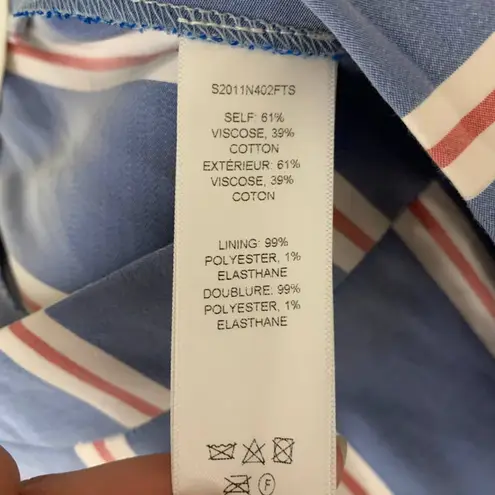 S2011N402FTS
SELF: 61%
VISCOSE, 39%
COTTON
EXTÉRIEUR: 61%
VISCOSE, 39%
COTON
LINING: 99%
POLYESTER, 1%
ELASTHANE
DOUBLURE: 99%
POLYESTER, 1%
ELASTHANE
F